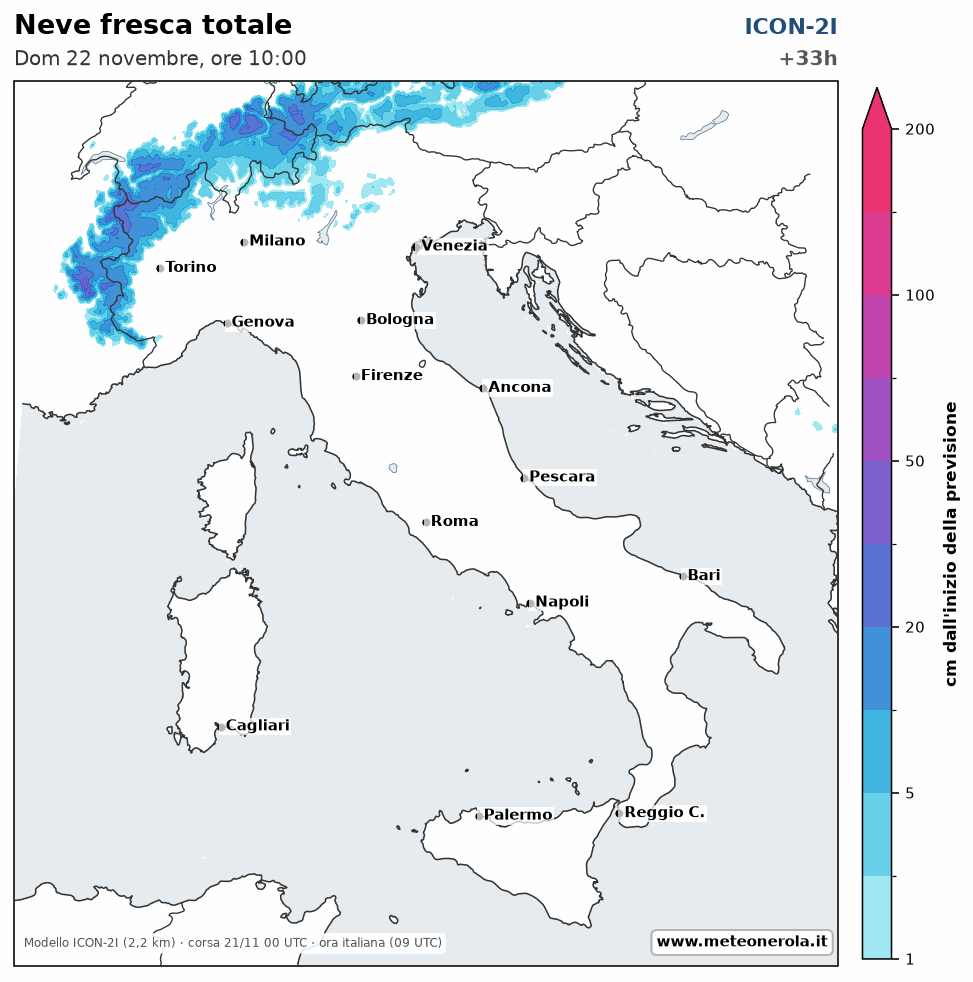 Neve fresca totale
ICON-2I
Dom 22 novembre, ore 10:00
+33h
200
100
50
20
5
1
cm dall'inizio della previsione
Milano
Venezia
Torino
Genova
Bologna
Firenze
Ancona
Pescara
Roma
Bari
Napoli
Cagliari
Palermo
Reggio C.
Modello ICON-2I (2,2 km) · corsa 21/11 00 UTC · ora italiana (09 UTC)
www.meteonerola.it